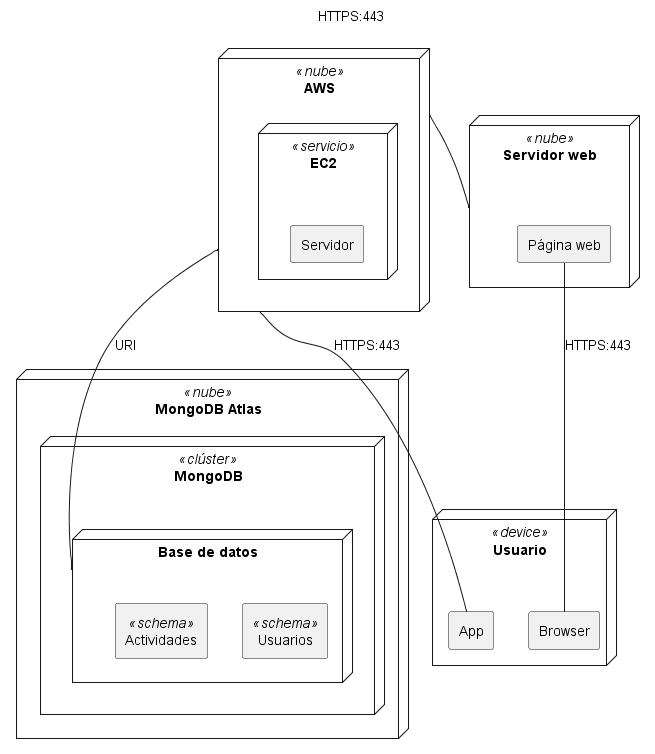 HTTPS:443
«nube»
AWS
«servicio»
EC2
Servidor
«nube»
Servidor web
Página web
URI
HTTPS:443
HTTPS:443
«nube»
MongoDB Atlas
«clúster»
MongoDB
Base de datos
«schema»
Actividades
«schema»
Usuarios
«device»
Usuario
App
Browser